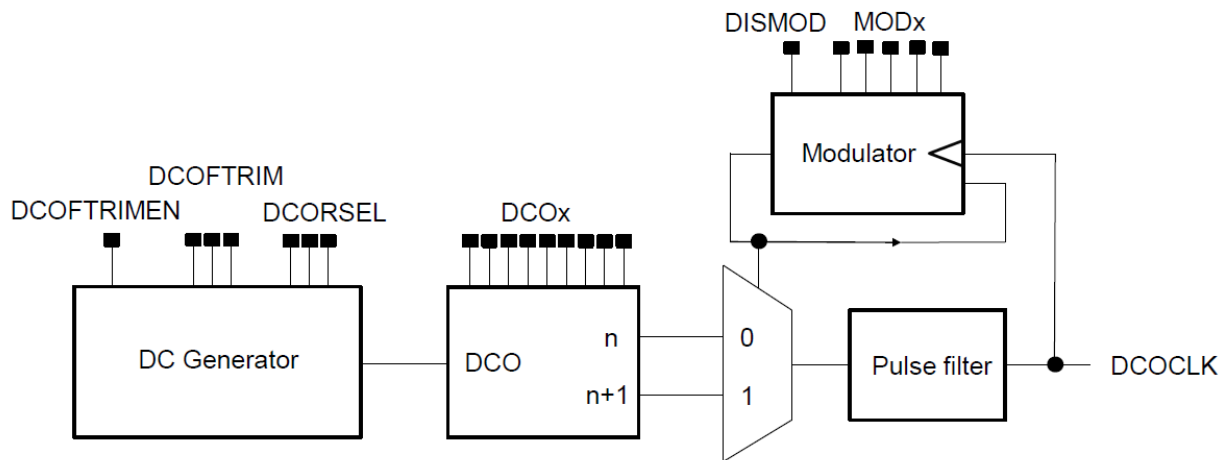 DISMOD MODx
Modulator
DCOFTRIM
DCOFTRIMEN DCORSEL DCOx
DC Generator
DCO
n
n+1
0
1
Pulse filter
DCOCLK